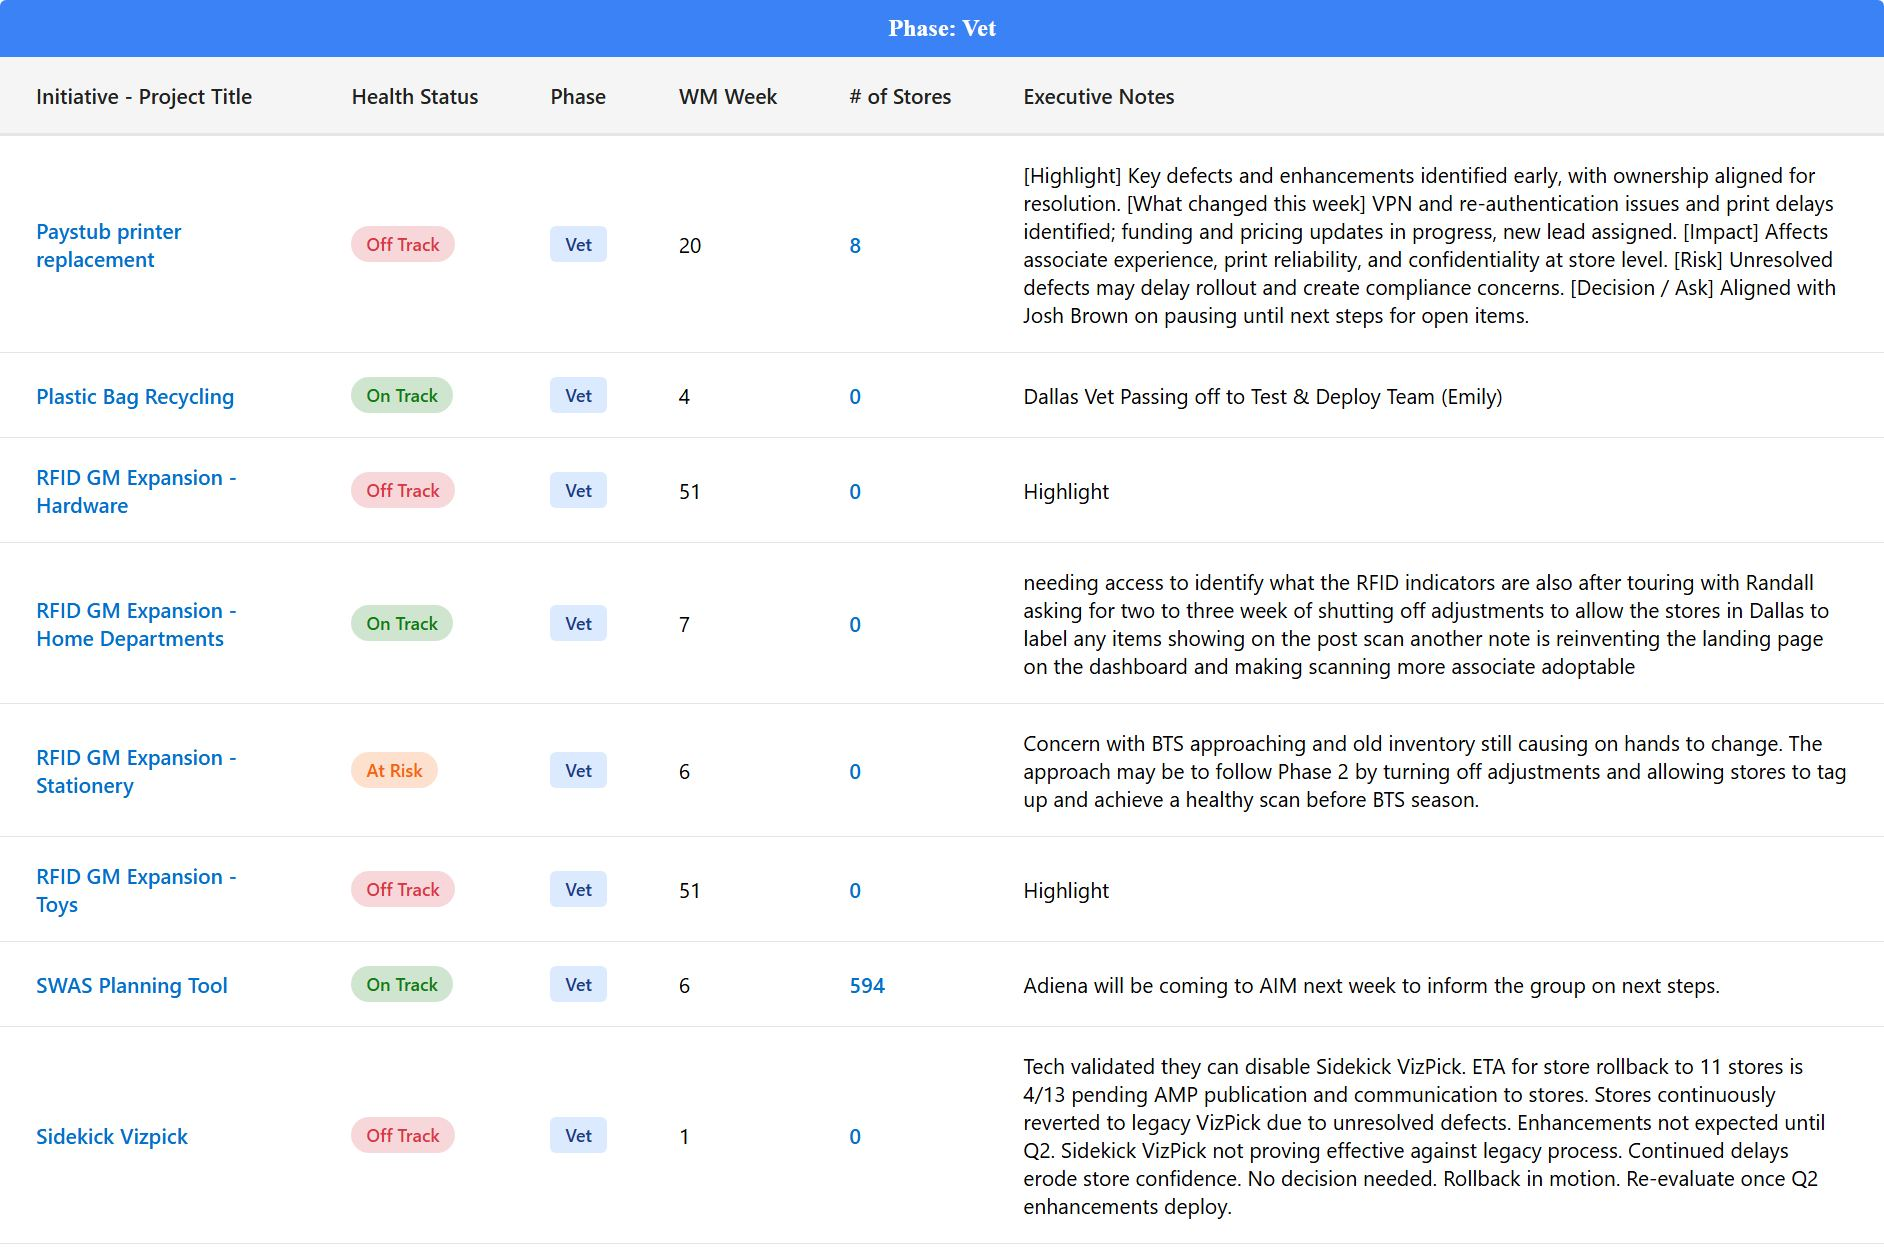 Phase: Vet
Initiative - Project Title
Health Status
Phase
WM Week
# of Stores
Executive Notes
Paystub printer
replacement
Off Track
Vet
20
8
[Highlight] Key defects and enhancements identified early, with ownership aligned for
resolution. [What changed this week] VPN and re-authentication issues and print delays
identified; funding and pricing updates in progress, new lead assigned. [Impact] Affects
associate experience, print reliability, and confidentiality at store level. [Risk] Unresolved
defects may delay rollout and create compliance concerns. [Decision / Ask] Aligned with
Josh Brown on pausing until next steps for open items.
Plastic Bag Recycling
On Track
Vet
4
0
Dallas Vet Passing off to Test & Deploy Team (Emily)
RFID GM Expansion -
Hardware
Off Track
Vet
51
0
Highlight
RFID GM Expansion -
Home Departments
On Track
Vet
7
0
needing access to identify what the RFID indicators are also after touring with Randall
asking for two to three week of shutting off adjustments to allow the stores in Dallas to
label any items showing on the post scan another note is reinventing the landing page
on the dashboard and making scanning more associate adoptable
RFID GM Expansion -
Stationery
At Risk
Vet
6
0
Concern with BTS approaching and old inventory still causing on hands to change. The
approach may be to follow Phase 2 by turning off adjustments and allowing stores to tag
up and achieve a healthy scan before BTS season.
RFID GM Expansion -
Toys
Off Track
Vet
51
0
Highlight
SWAS Planning Tool
On Track
Vet
6
594
Adiena will be coming to AIM next week to inform the group on next steps.
Sidekick Vizpick
Off Track
Vet
1
0
Tech validated they can disable Sidekick VizPick. ETA for store rollback to 11 stores is
4/13 pending AMP publication and communication to stores. Stores continuously
reverted to legacy VizPick due to unresolved defects. Enhancements not expected until
Q2. Sidekick VizPick not proving effective against legacy process. Continued delays
erode store confidence. No decision needed. Rollback in motion. Re-evaluate once Q2
enhancements deploy.